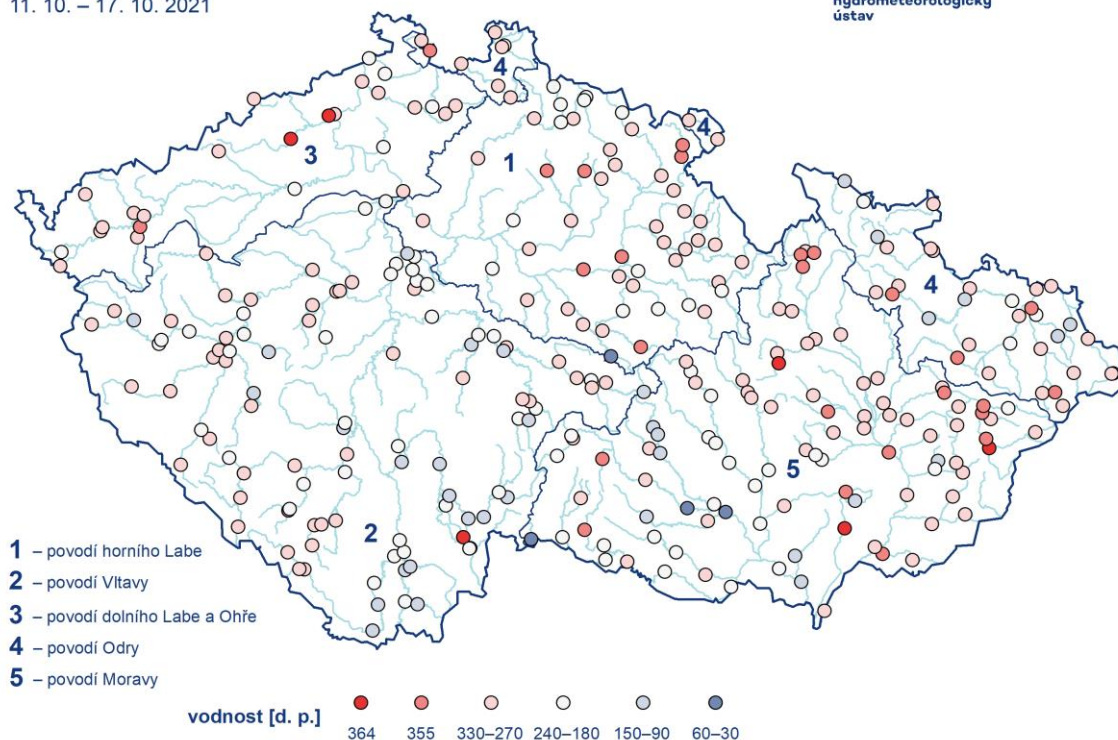 11. 10. – 17. 10. 2021
hydrometeorologický
ústav
4
4
3
1
4
5
2
1 – povodí horního Labe
2 – povodí Vltavy
3 – povodí dolního Labe a Ohře
4 – povodí Odry
5 – povodí Moravy
vodnost [d. p.]
364 355 330–270 240–180 150–90 60–30